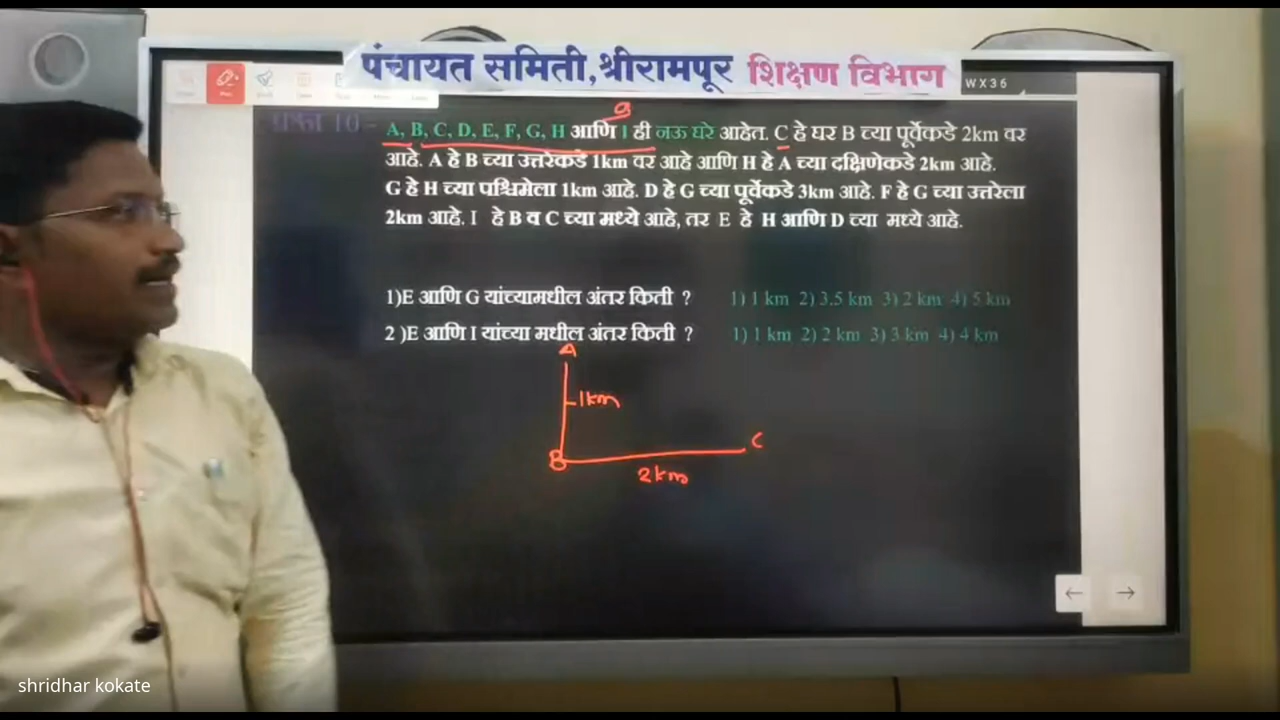 पंचायत समिती,श्रीरामपूर शिक्षण विभाग
WX36
9
प्रश्न 10 - A, B, C, D, E, F, G, H आणि I ही नऊ घरे आहेत. C हे घर B च्या पूर्वेकडे 2km वर
आहे. A हे B च्या उत्तरेकडे 1km वर आहे आणि H हे A च्या दक्षिणेकडे 2km आहे.
G हे H च्या पश्चिमेला 1km आहे. D हे G च्या पूर्वेकडे 3km आहे. F हे G च्या उत्तरेला
2km आहे. I हे B व C च्या मध्ये आहे, तर E हे H आणि D च्या मध्ये आहे.
1)E आणि G यांच्यामधील अंतर किती ? 1) 1 km 2) 3.5 km 3) 2 km 4) 5 km
2 )E आणि I यांच्या मधील अंतर किती ? 1) 1 km 2) 2 km 3) 3 km 4) 4 km
A
1km
B C
2km
shridhar kokate